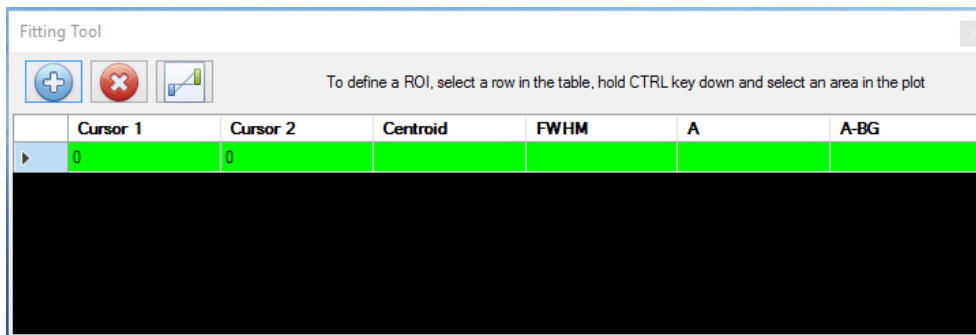 Fitting Tool
To define a ROI, select a row in the table, hold CTRL key down and select an area in the plot
Cursor 1 Cursor 2 Centroid FWHM A A-BG
0 0